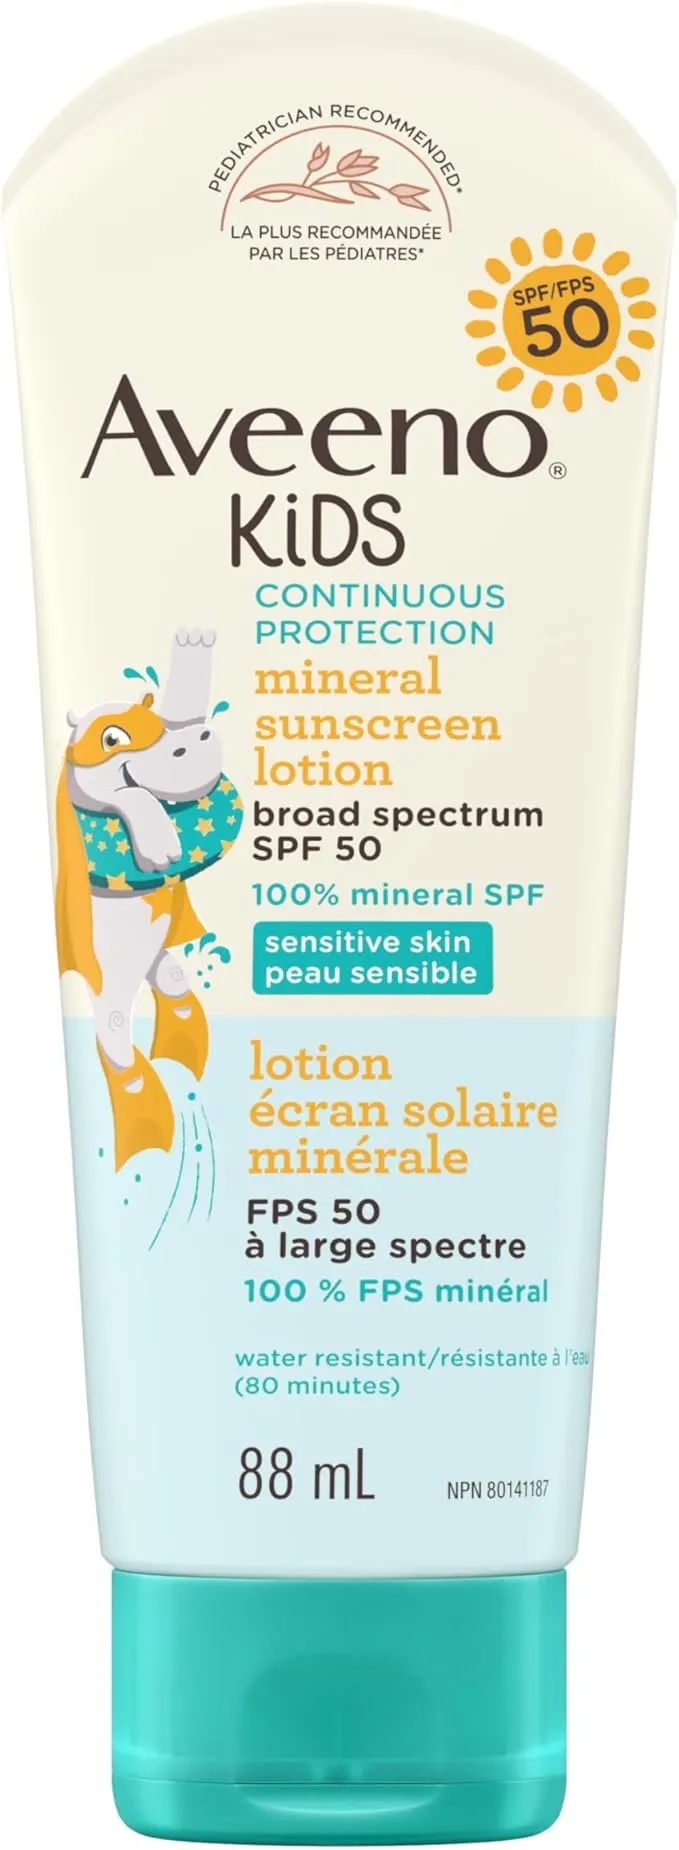 PEDIATRICIAN RECOMMENDED*
LA PLUS RECOMMANDÉE
PAR LES PÉDIATRES*
SPF/FPS
50
Aveeno®
KiDS
CONTINUOUS
PROTECTION
mineral
sunscreen
lotion
broad spectrum
SPF 50
100% mineral SPF
sensitive skin
peau sensible
lotion
écran solaire
minérale
FPS 50
à large spectre
100 % FPS minéral
water resistant/résistante à l'eau
(80 minutes)
88 mL
NPN 80141187